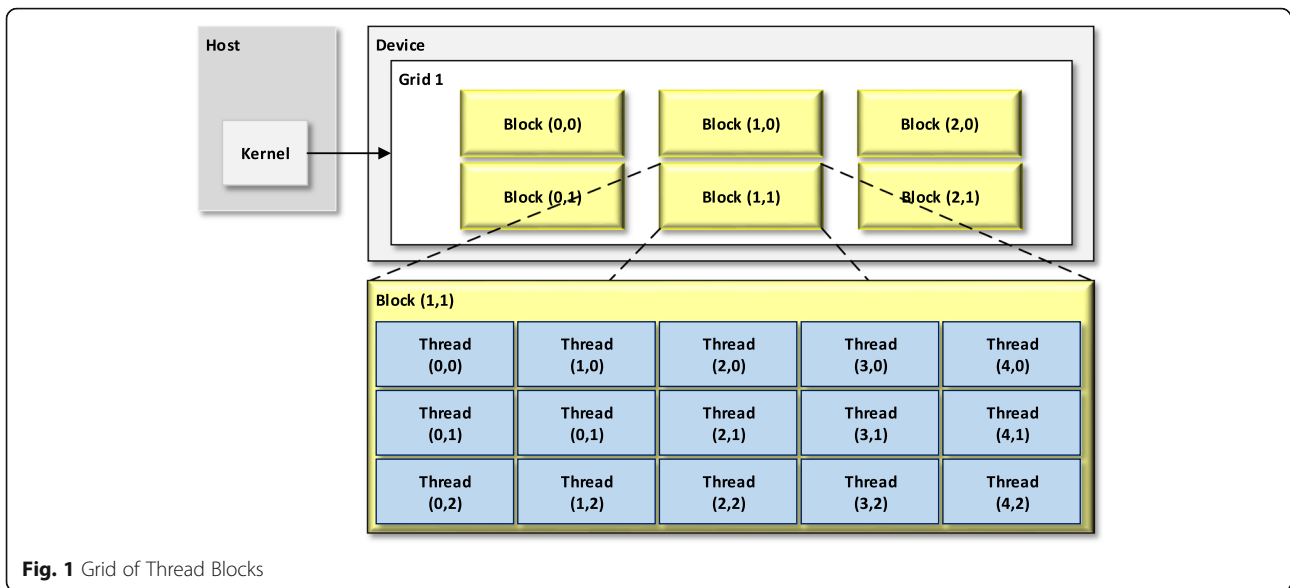 Host
Device
Grid 1
Kernel
Block (0,0)
Block (1,0)
Block (2,0)
Block (0,1)
Block (1,1)
Block (2,1)
Block (1,1)
Thread
(0,0)
Thread
(1,0)
Thread
(2,0)
Thread
(3,0)
Thread
(4,0)
Thread
(0,1)
Thread
(0,1)
Thread
(2,1)
Thread
(3,1)
Thread
(4,1)
Thread
(0,2)
Thread
(1,2)
Thread
(2,2)
Thread
(3,2)
Thread
(4,2)
Fig. 1 Grid of Thread Blocks